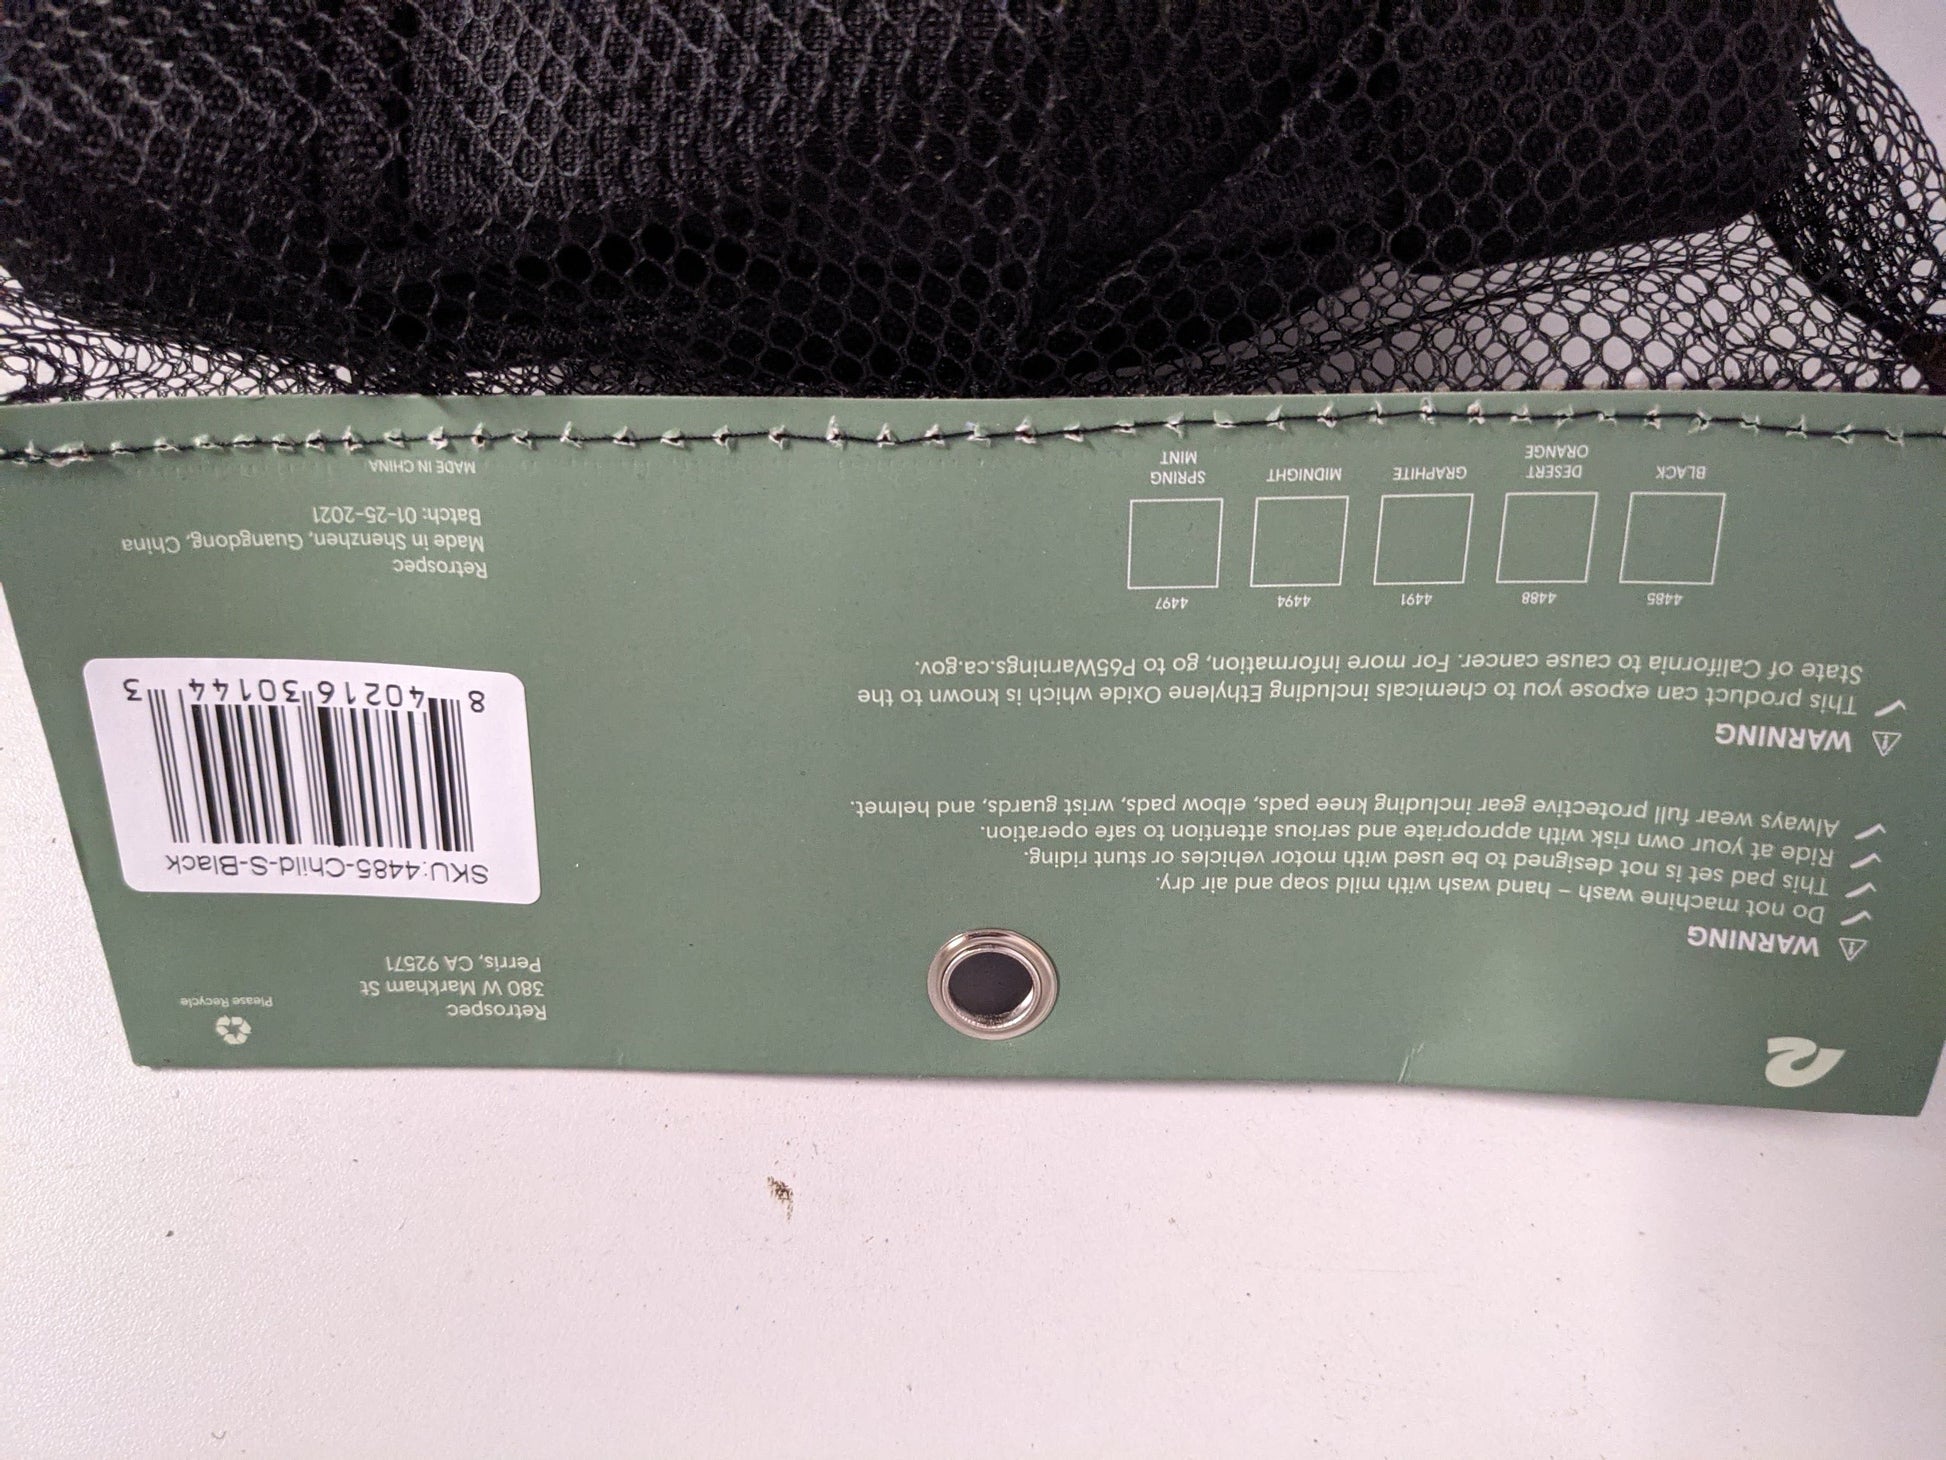 Retrospec
380 W Markham St
Perris, CA 92571
Please Recycle
WARNING
Do not machine wash – hand wash with mild soap and air dry.
This pad set is not designed to be used with motor vehicles or stunt riding.
Ride at your own risk with appropriate and serious attention to safe operation.
Always wear full protective gear including knee pads, elbow pads, wrist guards, and helmet.
SKU:4485-Child-S-Black
8 40216 30144 3
WARNING
This product can expose you to chemicals including Ethylene Oxide which is known to the
State of California to cause cancer. For more information, go to P65Warnings.ca.gov.
4485
4488
4491
4494
4497
BLACK
DESERT
ORANGE
GRAPHITE
MIDNIGHT
SPRING
MINT
Retrospec
Made in Shenzhen, Guangdong, China
Batch: 01-25-2021
MADE IN CHINA